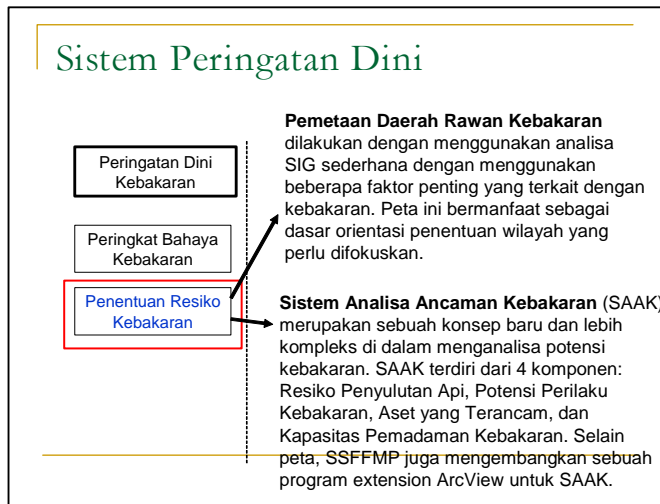 Sistem Peringatan Dini
Peringatan Dini
Kebakaran
Peringkat Bahaya
Kebakaran
Penentuan Resiko
Kebakaran
Pemetaan Daerah Rawan Kebakaran
dilakukan dengan menggunakan analisa
SIG sederhana dengan menggunakan
beberapa faktor penting yang terkait dengan
kebakaran. Peta ini bermanfaat sebagai
dasar orientasi penentuan wilayah yang
perlu difokuskan.
Sistem Analisa Ancaman Kebakaran (SAAK)
merupakan sebuah konsep baru dan lebih
kompleks di dalam menganalisa potensi
kebakaran. SAAK terdiri dari 4 komponen:
Resiko Penyulutan Api, Potensi Perilaku
Kebakaran, Aset yang Terancam, dan
Kapasitas Pemadaman Kebakaran. Selain
peta, SSFFMP juga mengembangkan sebuah
program extension ArcView untuk SAAK.